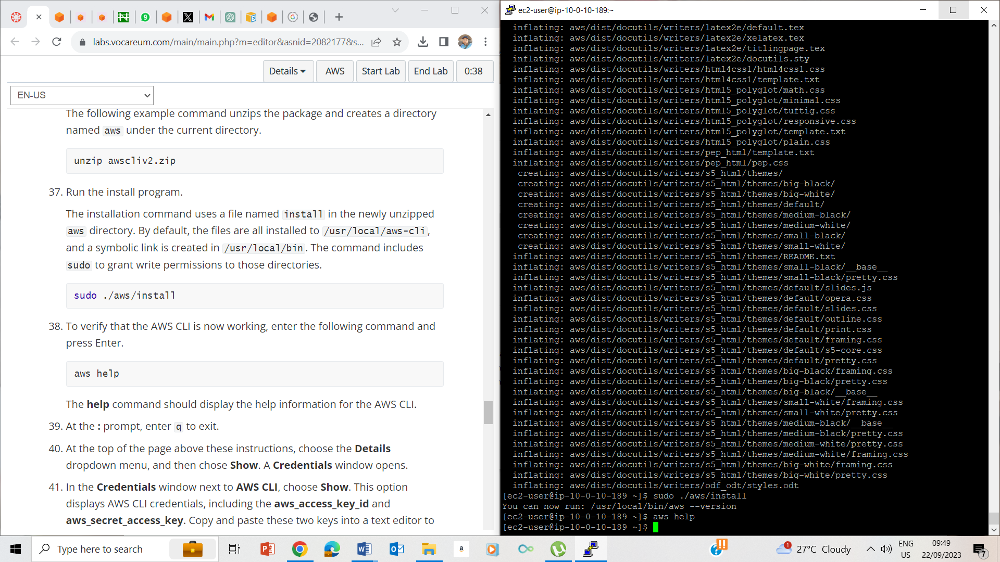 labs.vocareum.com/main/main.php?m=editor&asnid=2082177&s...
Details
AWS
Start Lab
End Lab
0:38
EN-US
The following example command unzips the package and creates a directory
named aws under the current directory.
unzip awscliv2.zip
37. Run the install program.
The installation command uses a file named install in the newly unzipped
aws directory. By default, the files are all installed to /usr/local/aws-cli,
and a symbolic link is created in /usr/local/bin. The command includes
sudo to grant write permissions to those directories.
sudo ./aws/install
38. To verify that the AWS CLI is now working, enter the following command and
press Enter.
aws help
The help command should display the help information for the AWS CLI.
39. At the : prompt, enter q to exit.
40. At the top of the page above these instructions, choose the Details
dropdown menu, and then chose Show. A Credentials window opens.
41. In the Credentials window next to AWS CLI, choose Show. This option
displays AWS CLI credentials, including the aws_access_key_id and
aws_secret_access_key. Copy and paste these two keys into a text editor to
ec2-user@ip-10-0-10-189:~
inflating: aws/dist/docutils/writers/latex2e/default.tex
inflating: aws/dist/docutils/writers/latex2e/xelatex.tex
inflating: aws/dist/docutils/writers/latex2e/titlingpage.tex
inflating: aws/dist/docutils/writers/latex2e/docutils.sty
inflating: aws/dist/docutils/writers/html4css1/html4css1.css
inflating: aws/dist/docutils/writers/html4css1/template.txt
inflating: aws/dist/docutils/writers/html5_polyglot/math.css
inflating: aws/dist/docutils/writers/html5_polyglot/minimal.css
inflating: aws/dist/docutils/writers/html5_polyglot/tuftig.css
inflating: aws/dist/docutils/writers/html5_polyglot/responsive.css
inflating: aws/dist/docutils/writers/html5_polyglot/template.txt
inflating: aws/dist/docutils/writers/html5_polyglot/plain.css
inflating: aws/dist/docutils/writers/pep_html/template.txt
inflating: aws/dist/docutils/writers/pep_html/pep.css
creating: aws/dist/docutils/writers/s5_html/themes/
creating: aws/dist/docutils/writers/s5_html/themes/big-black/
creating: aws/dist/docutils/writers/s5_html/themes/big-white/
creating: aws/dist/docutils/writers/s5_html/themes/default/
creating: aws/dist/docutils/writers/s5_html/themes/medium-black/
creating: aws/dist/docutils/writers/s5_html/themes/medium-white/
creating: aws/dist/docutils/writers/s5_html/themes/small-black/
creating: aws/dist/docutils/writers/s5_html/themes/small-white/
inflating: aws/dist/docutils/writers/s5_html/themes/README.txt
inflating: aws/dist/docutils/writers/s5_html/themes/small-black/__base__
inflating: aws/dist/docutils/writers/s5_html/themes/small-black/pretty.css
inflating: aws/dist/docutils/writers/s5_html/themes/default/slides.js
inflating: aws/dist/docutils/writers/s5_html/themes/default/opera.css
inflating: aws/dist/docutils/writers/s5_html/themes/default/slides.css
inflating: aws/dist/docutils/writers/s5_html/themes/default/outline.css
inflating: aws/dist/docutils/writers/s5_html/themes/default/print.css
inflating: aws/dist/docutils/writers/s5_html/themes/default/framing.css
inflating: aws/dist/docutils/writers/s5_html/themes/default/s5-core.css
inflating: aws/dist/docutils/writers/s5_html/themes/default/pretty.css
inflating: aws/dist/docutils/writers/s5_html/themes/big-black/framing.css
inflating: aws/dist/docutils/writers/s5_html/themes/big-black/pretty.css
inflating: aws/dist/docutils/writers/s5_html/themes/big-black/__base__
inflating: aws/dist/docutils/writers/s5_html/themes/small-white/framing.css
inflating: aws/dist/docutils/writers/s5_html/themes/small-white/pretty.css
inflating: aws/dist/docutils/writers/s5_html/themes/medium-black/__base__
inflating: aws/dist/docutils/writers/s5_html/themes/medium-black/pretty.css
inflating: aws/dist/docutils/writers/s5_html/themes/medium-white/pretty.css
inflating: aws/dist/docutils/writers/s5_html/themes/medium-white/framing.css
inflating: aws/dist/docutils/writers/s5_html/themes/big-white/framing.css
inflating: aws/dist/docutils/writers/s5_html/themes/big-white/pretty.css
inflating: aws/dist/docutils/writers/odf_odt/styles.odt
[ec2-user@ip-10-0-10-189 ~]$ sudo ./aws/install
You can now run: /usr/local/bin/aws --version
[ec2-user@ip-10-0-10-189 ~]$ aws help
[ec2-user@ip-10-0-10-189 ~]$
Type here to search
27°C Cloudy
ENG
US
09:49
22/09/2023
7